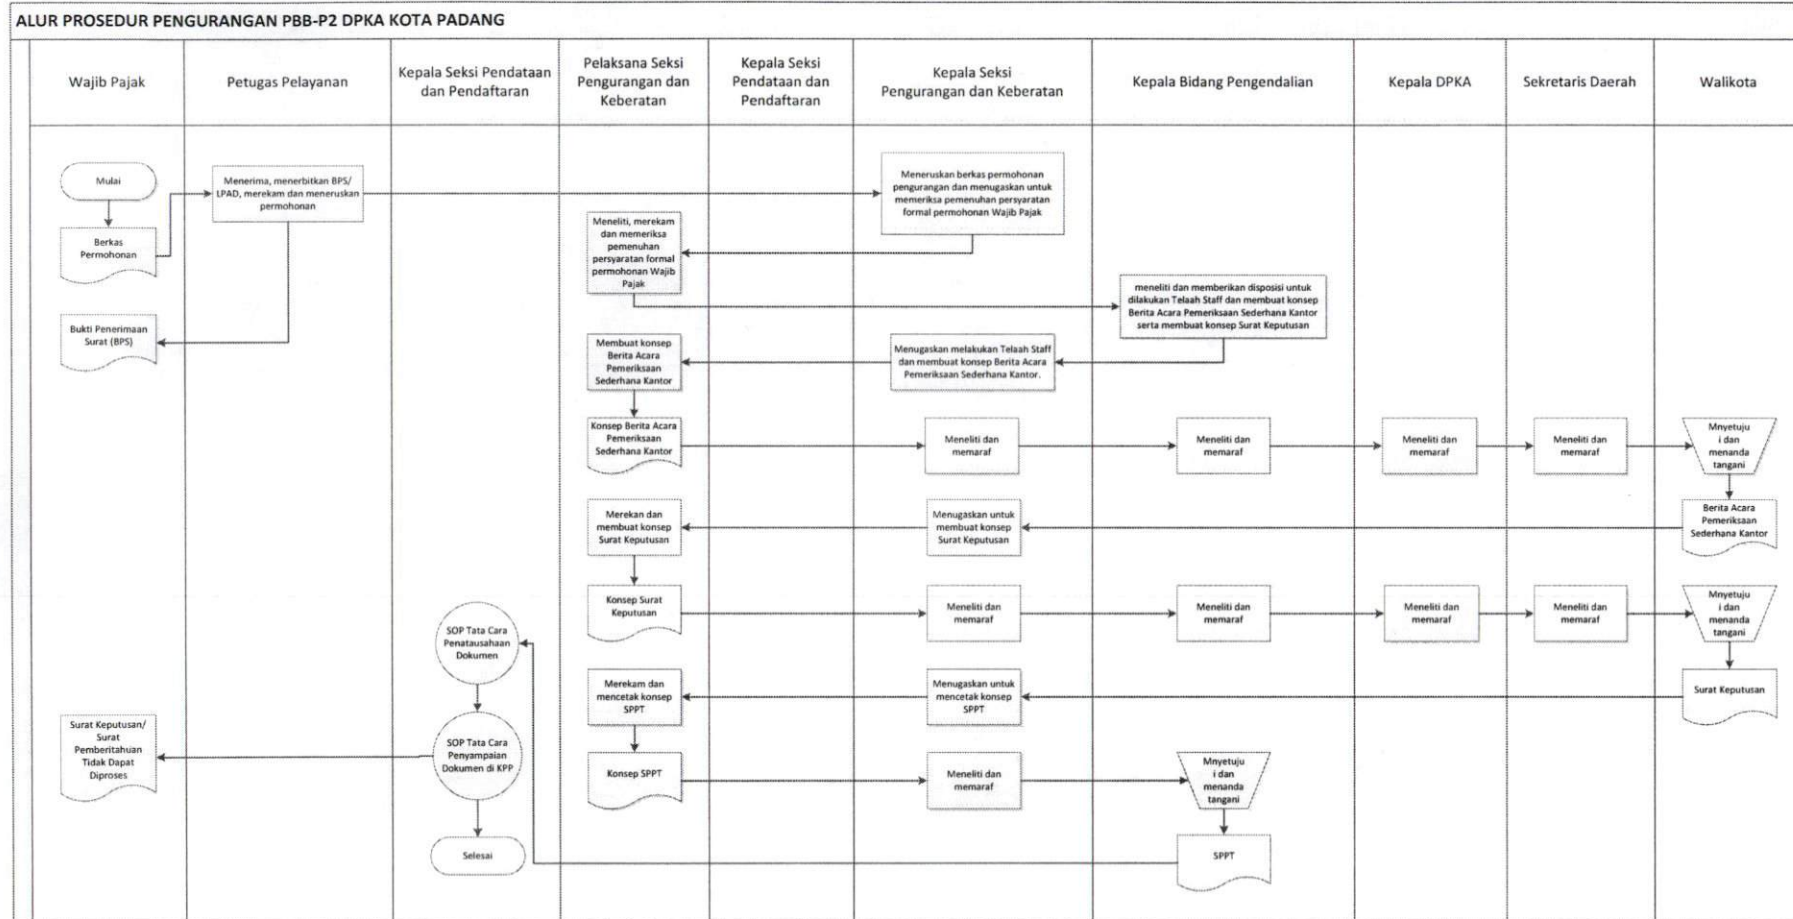 ALUR PROSEDUR PENGURANGAN PBB-P2 DPKA KOTA PADANG
Wajib Pajak
Petugas Pelayanan
Kepala Seksi Pendataan
dan Pendaftaran
Pelaksana Seksi
Pengurangan dan
Keberatan
Kepala Seksi
Pendataan dan
Pendaftaran
Kepala Seksi
Pengurangan dan Keberatan
Kepala Bidang Pengendalian
Kepala DPKA
Sekretaris Daerah
Walikota
Mulai
Berkas
Permohonan
Menerima, menerbitkan BPS/
LPAD, merekam dan meneruskan
permohonan
Meneruskan berkas permohonan
pengurangan dan menugaskan untuk
memeriksa pemenuhan persyaratan
formal permohonan Wajib Pajak
Meneliti, merekam
dan memeriksa
pemenuhan
persyaratan formal
permohonan Wajib
Pajak
meneliti dan memberikan disposisi untuk
dilakukan Telaah Staff dan membuat konsep
Berita Acara Pemeriksaan Sederhana Kantor
serta membuat konsep Surat Keputusan
Bukti Penerimaan
Surat (BPS)
Menugaskan melakukan Telaah Staff
dan membuat konsep Berita Acara
Pemeriksaan Sederhana Kantor.
Membuat konsep
Berita Acara
Pemeriksaan
Sederhana Kantor
Konsep Berita Acara
Pemeriksaan
Sederhana Kantor
Meneliti dan
memaraf
Meneliti dan
memaraf
Meneliti dan
memaraf
Meneliti dan
memaraf
Mnyetuju
i dan
menanda
tangani
Berita Acara
Pemeriksaan
Sederhana Kantor
Menugaskan untuk
membuat konsep
Surat Keputusan
Merekan dan
membuat konsep
Surat Keputusan
Konsep Surat
Keputusan
Meneliti dan
memaraf
Meneliti dan
memaraf
Meneliti dan
memaraf
Meneliti dan
memaraf
Mnyetuju
i dan
menanda
tangani
Surat Keputusan
Menugaskan untuk
mencetak konsep
SPPT
Merekam dan
mencetak konsep
SPPT
Konsep SPPT
Meneliti dan
memaraf
Mnyetuju
i dan
menanda
tangani
SPPT
SOP Tata Cara
Penatausahaan
Dokumen
SOP Tata Cara
Penyampaian
Dokumen di KPP
Surat Keputusan/
Surat
Pemberitahuan
Tidak Dapat
Diproses
Selesai